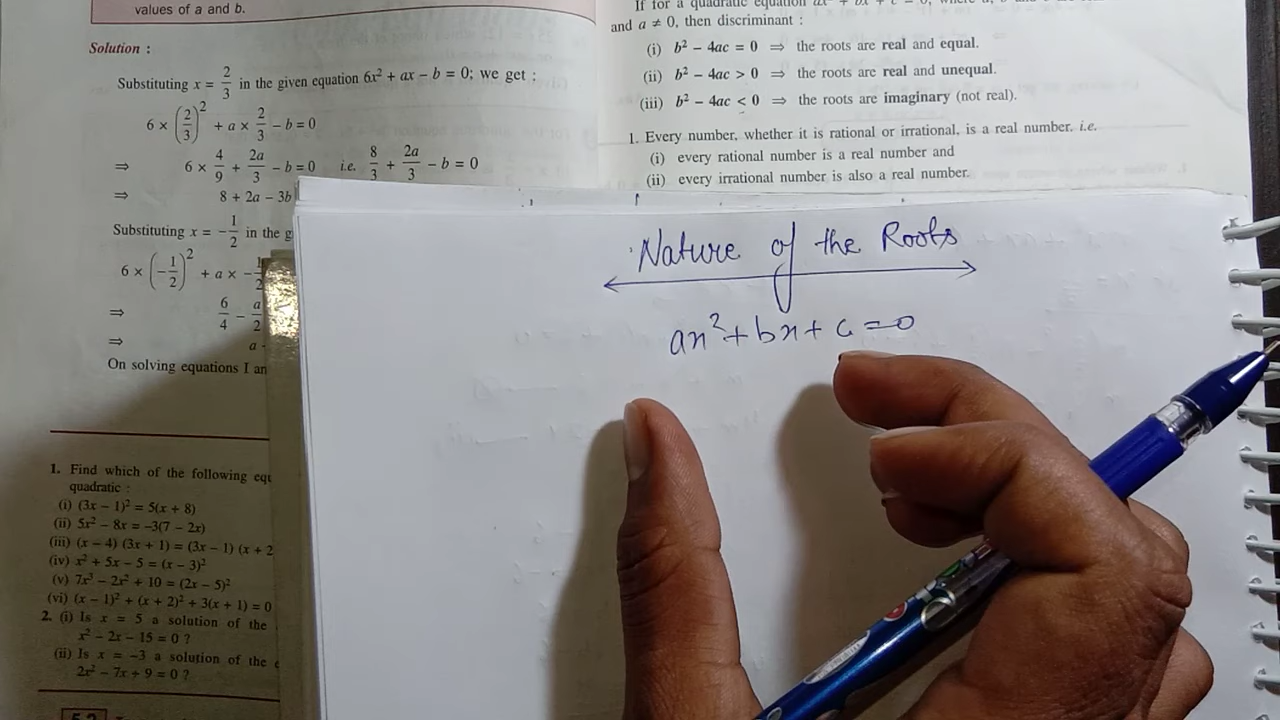 values of a and b.
Solution :
Substituting x = 2/3 in the given equation 6x² + ax − b = 0; we get :
6 × (2/3)² + a × 2/3 − b = 0
⇒ 6 × 4/9 + 2a/3 − b = 0 i.e. 8/3 + 2a/3 − b = 0
⇒ 8 + 2a − 3b
Substituting x = −1/2 in the g
6 × (−1/2)² + a × −
⇒ 6/4 − a/2
⇒ a -
On solving equations I an
1. Find which of the following equ
quadratic :
(i) (3x − 1)² = 5(x + 8)
(ii) 5x² − 8x = −3(7 − 2x)
(iii) (x − 4) (3x + 1) = (3x − 1) (x + 2
(iv) x² + 5x − 5 = (x − 3)²
(v) 7x³ − 2x² + 10 = (2x − 5)²
(vi) (x − 1)² + (x + 2)² + 3(x + 1) = 0
2. (i) Is x = 5 a solution of the
x² − 2x − 15 = 0 ?
(ii) Is x = −3 a solution of the
2x² − 7x + 9 = 0 ?
If for a quadratic equation
and a ≠ 0, then discriminant :
(i) b² − 4ac = 0 ⇒ the roots are real and equal.
(ii) b² − 4ac > 0 ⇒ the roots are real and unequal.
(iii) b² − 4ac < 0 ⇒ the roots are imaginary (not real).
1. Every number, whether it is rational or irrational, is a real number. i.e.
(i) every rational number is a real number and
(ii) every irrational number is also a real number.
Nature of the Roots
ax² + bx + c = 0